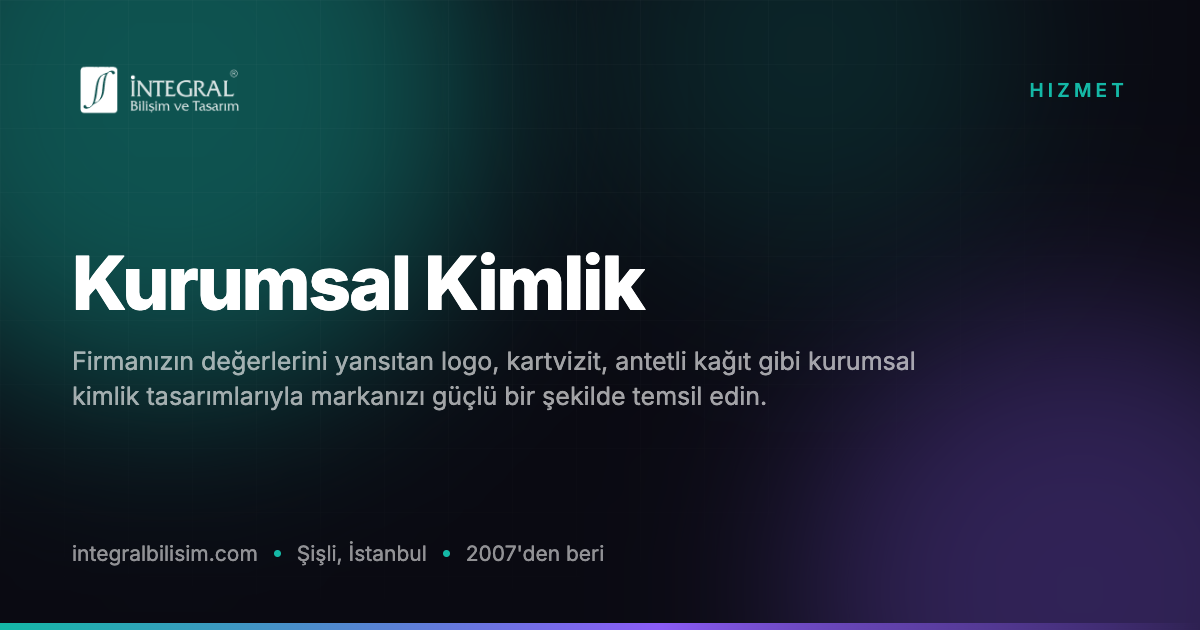 İNTEGRAL®
Bilişim ve Tasarım
HIZMET
Kurumsal Kimlik
Firmanızın değerlerini yansıtan logo, kartvizit, antetli kağıt gibi kurumsal
kimlik tasarımlarıyla markanızı güçlü bir şekilde temsil edin.
integralbilisim.com • Şişli, İstanbul • 2007'den beri